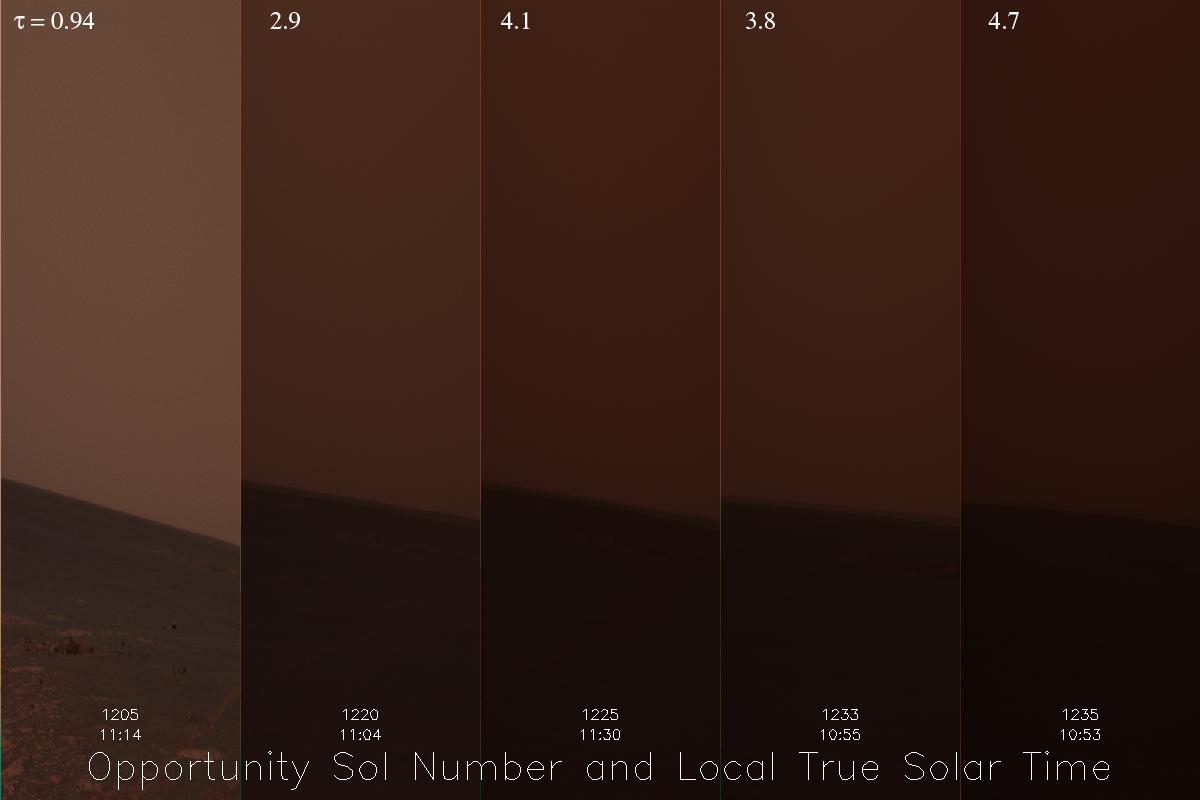 τ = 0.94 2.9 4.1 3.8 4.7
1205 1220 1225 1233 1235
11:14 11:04 11:30 10:55 10:53
Opportunity Sol Number and Local True Solar Time